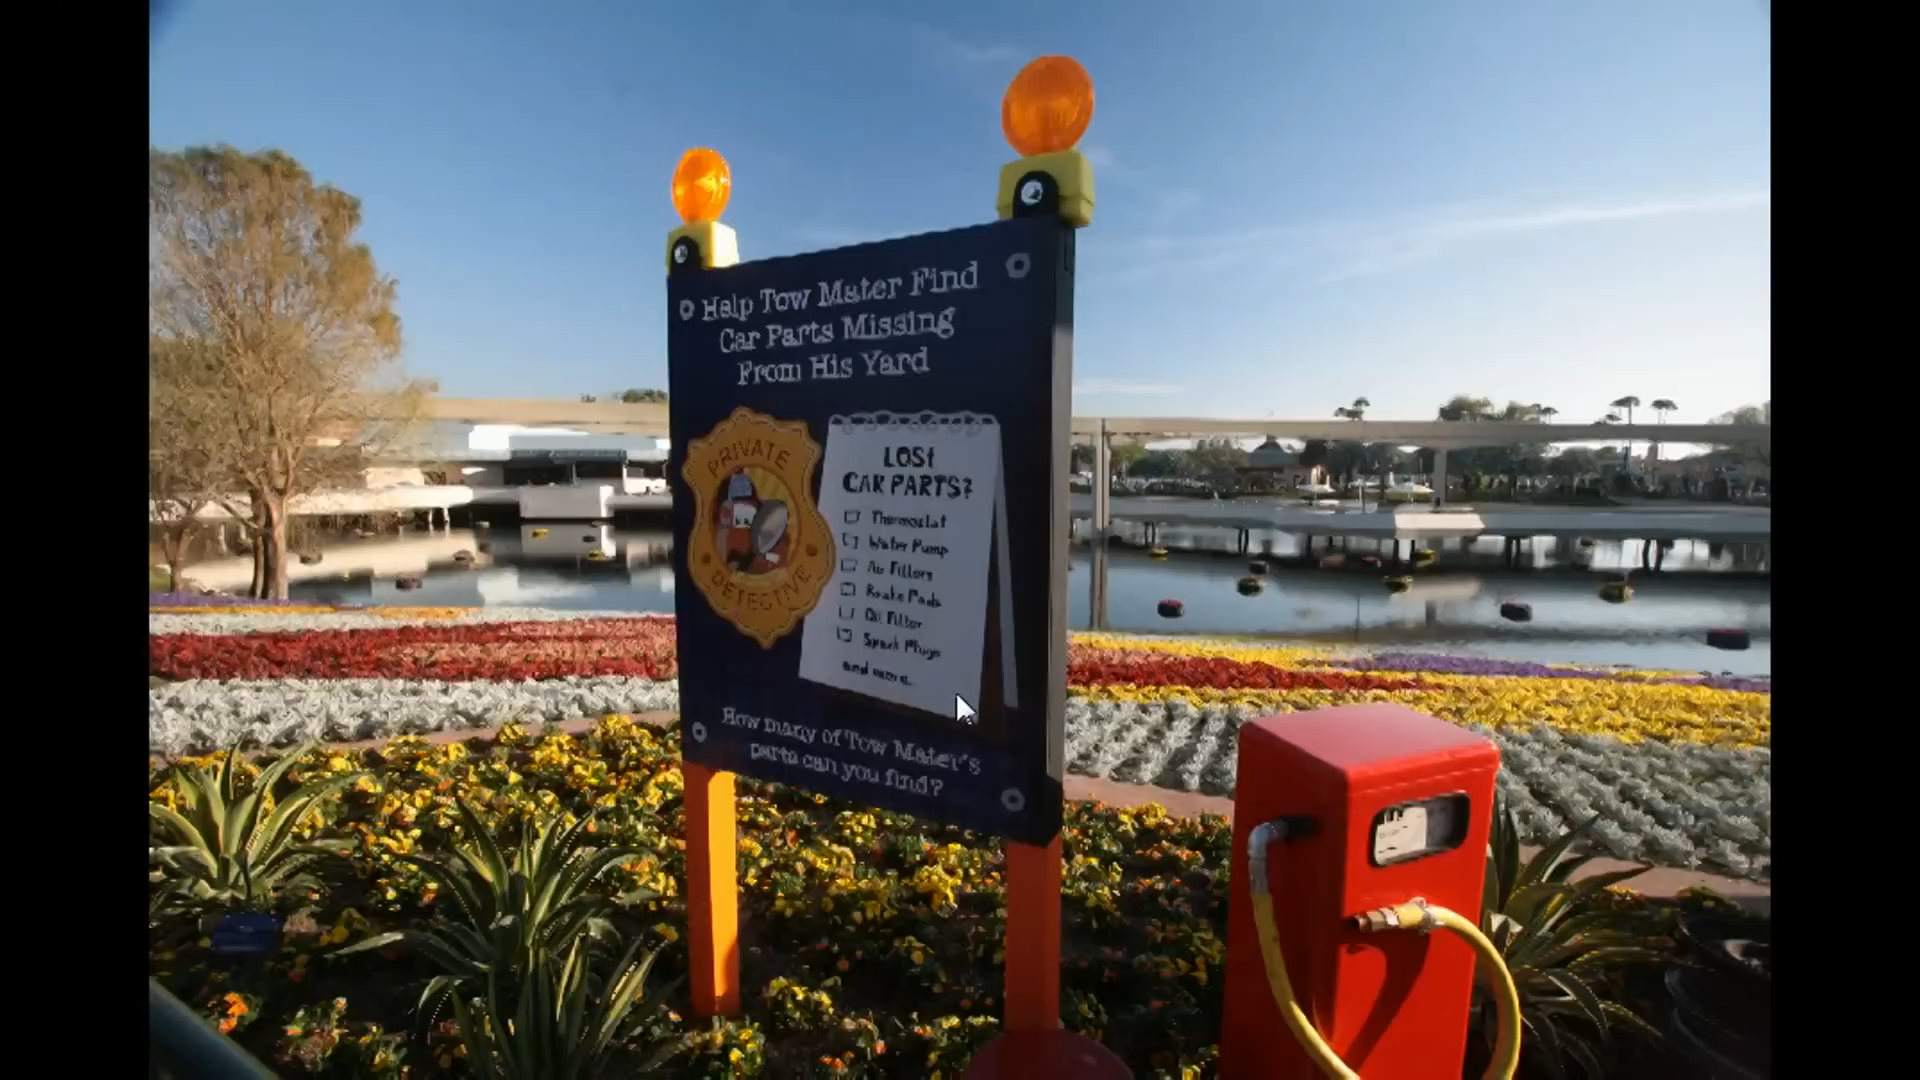 Help Tow Mater Find
Car Parts Missing
From His Yard
PRIVATE
DETECTIVE
LOST
CAR PARTS?
Thermostat
Water Pump
Air Filters
Brake Pads
Oil Filter
Spark Plugs
and more...
How many of Tow Mater's
parts can you find?